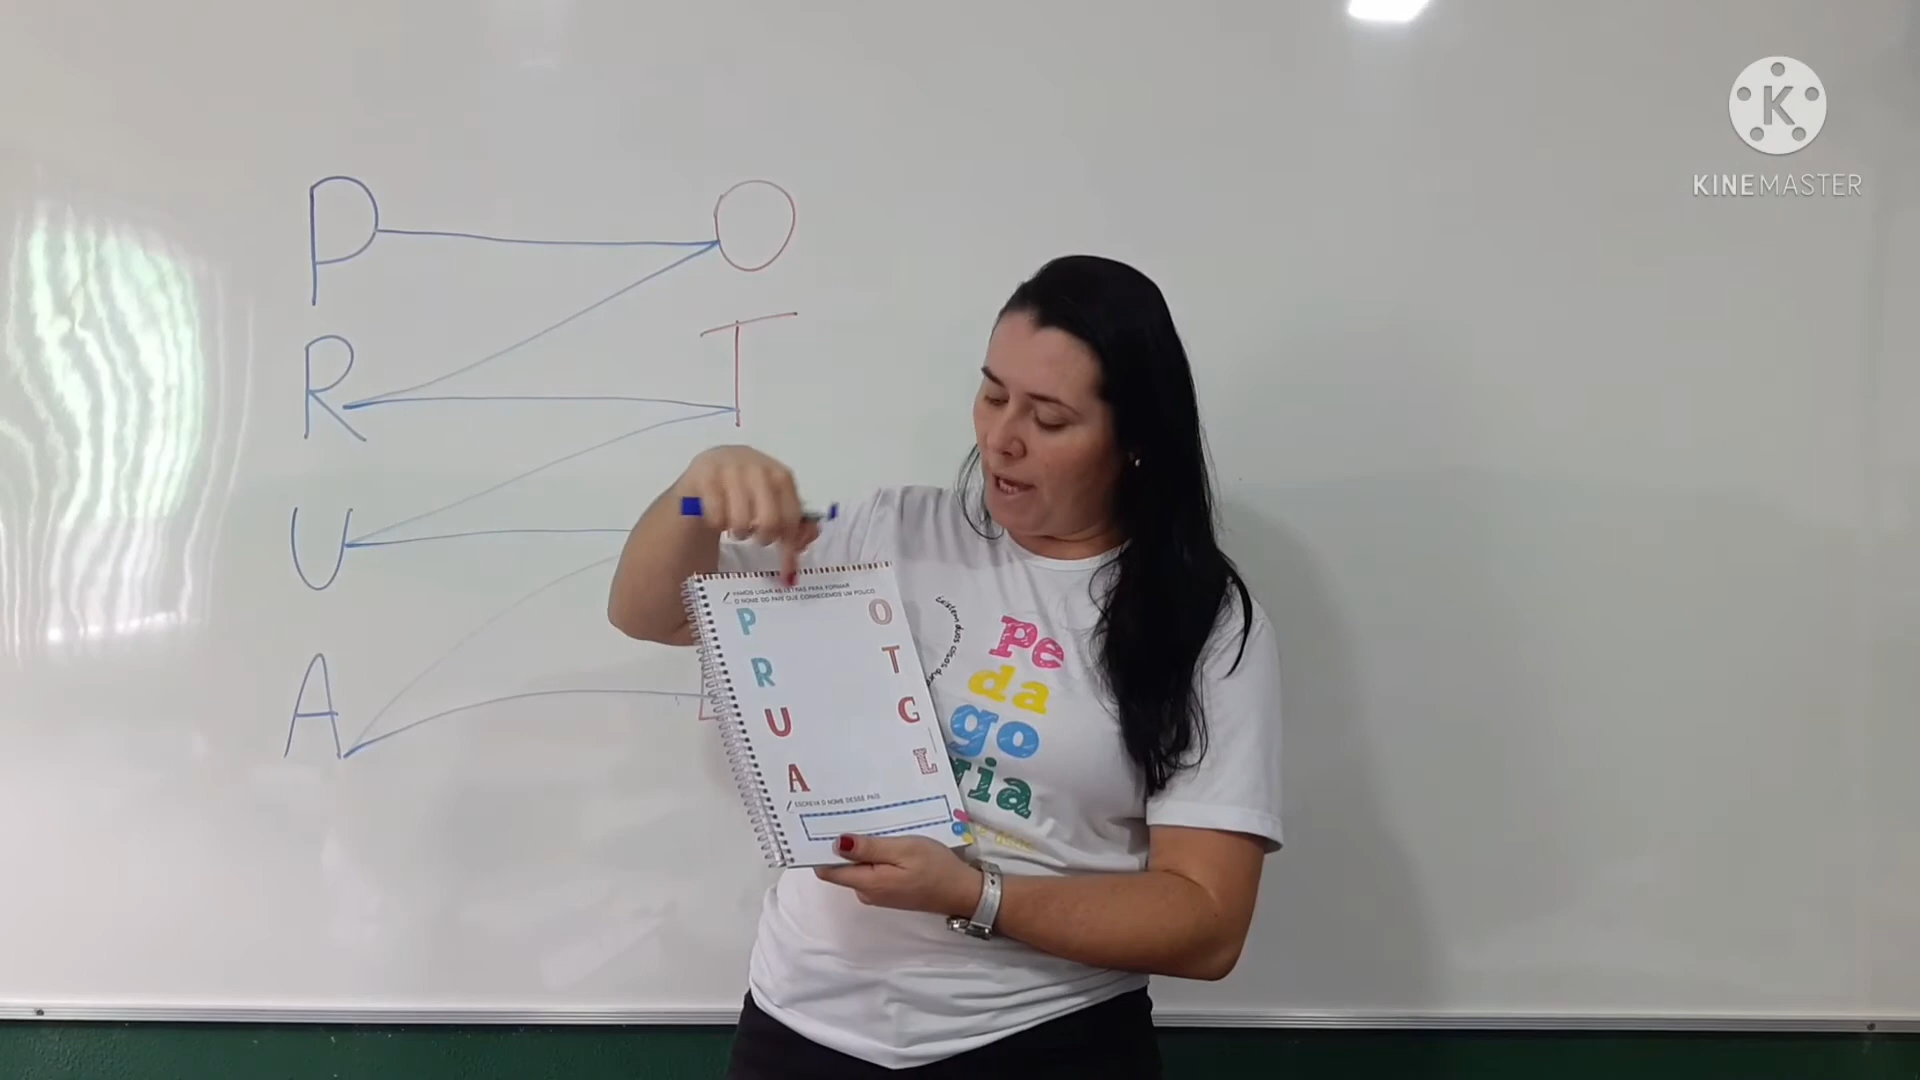 KINEMASTER
P O
R T
U
A
VAMOS LIGAR AS LETRAS PARA FORMAR
O NOME DO PAÍS QUE CONHECEMOS UM POUCO
P O
R T
U G
A L
ESCREVA O NOME DESSE PAÍS
Existem
Pe
da
go
gia